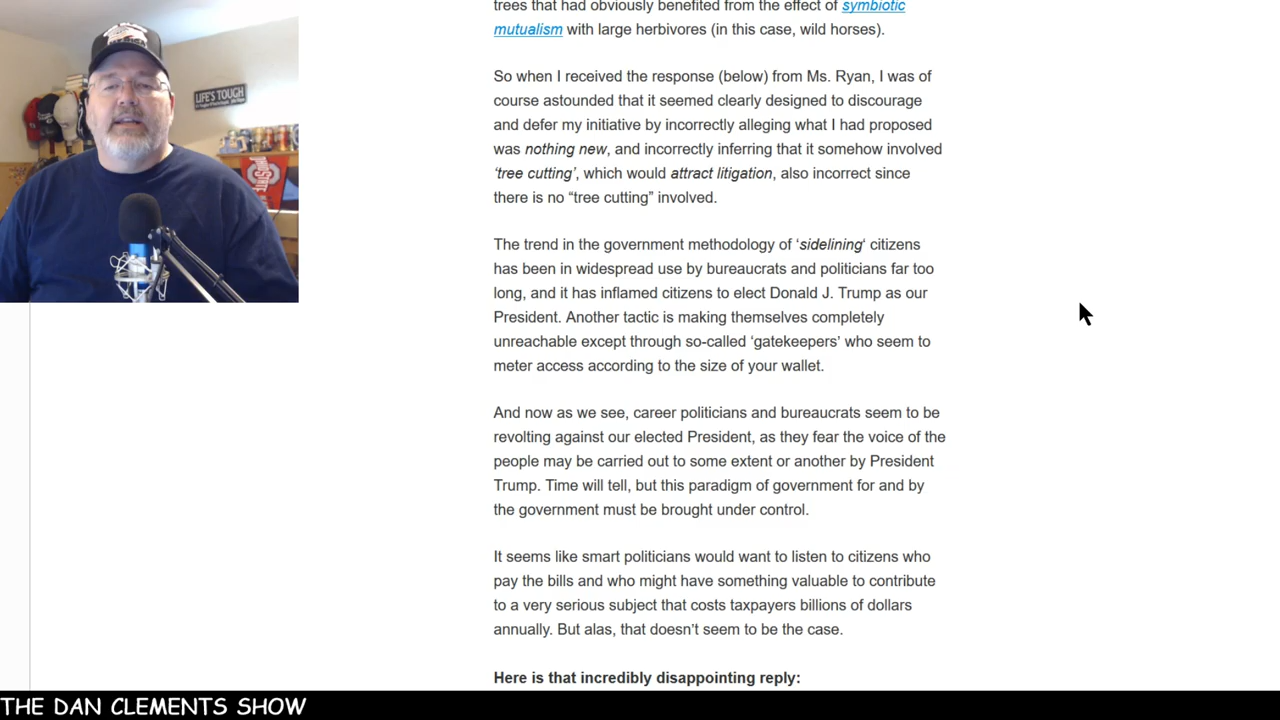 trees that had obviously benefited from the effect of symbiotic
mutualism with large herbivores (in this case, wild horses).
So when I received the response (below) from Ms. Ryan, I was of
course astounded that it seemed clearly designed to discourage
and defer my initiative by incorrectly alleging what I had proposed
was nothing new, and incorrectly inferring that it somehow involved
‘tree cutting’, which would attract litigation, also incorrect since
there is no “tree cutting” involved.
The trend in the government methodology of ‘sidelining‘ citizens
has been in widespread use by bureaucrats and politicians far too
long, and it has inflamed citizens to elect Donald J. Trump as our
President. Another tactic is making themselves completely
unreachable except through so-called ‘gatekeepers’ who seem to
meter access according to the size of your wallet.
And now as we see, career politicians and bureaucrats seem to be
revolting against our elected President, as they fear the voice of the
people may be carried out to some extent or another by President
Trump. Time will tell, but this paradigm of government for and by
the government must be brought under control.
It seems like smart politicians would want to listen to citizens who
pay the bills and who might have something valuable to contribute
to a very serious subject that costs taxpayers billions of dollars
annually. But alas, that doesn’t seem to be the case.
Here is that incredibly disappointing reply:
LIFE'S TOUGH
THE DAN CLEMENTS SHOW